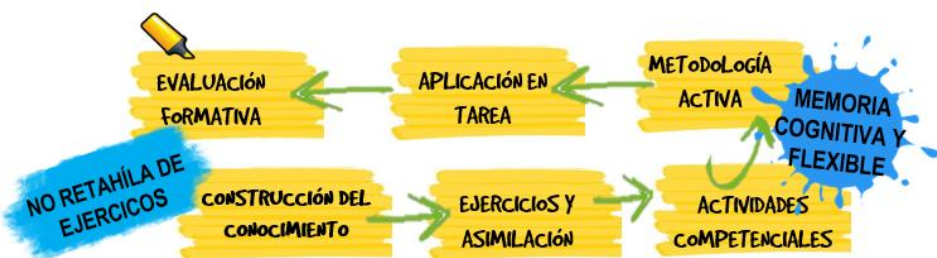 EVALUACIÓN
FORMATIVA
APLICACIÓN EN
TAREA
METODOLOGÍA
ACTIVA
MEMORIA
COGNITIVA Y
FLEXIBLE
NO RETAHÍLA DE
EJERCICOS
CONSTRUCCIÓN DEL
CONOCIMIENTO
EJERCICIOS Y
ASIMILACIÓN
ACTIVIDADES
COMPETENCIALES